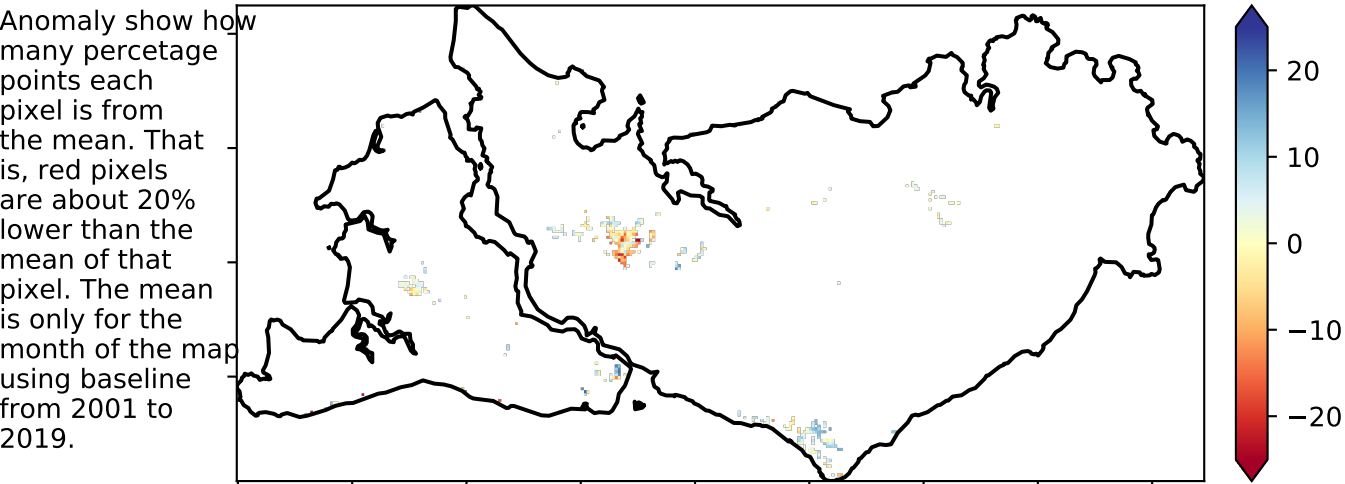 Anomaly show how
many percetage
points each
pixel is from
the mean. That
is, red pixels
are about 20%
lower than the
mean of that
pixel. The mean
is only for the
month of the map
using baseline
from 2001 to
2019.
20
10
0
−10
−20